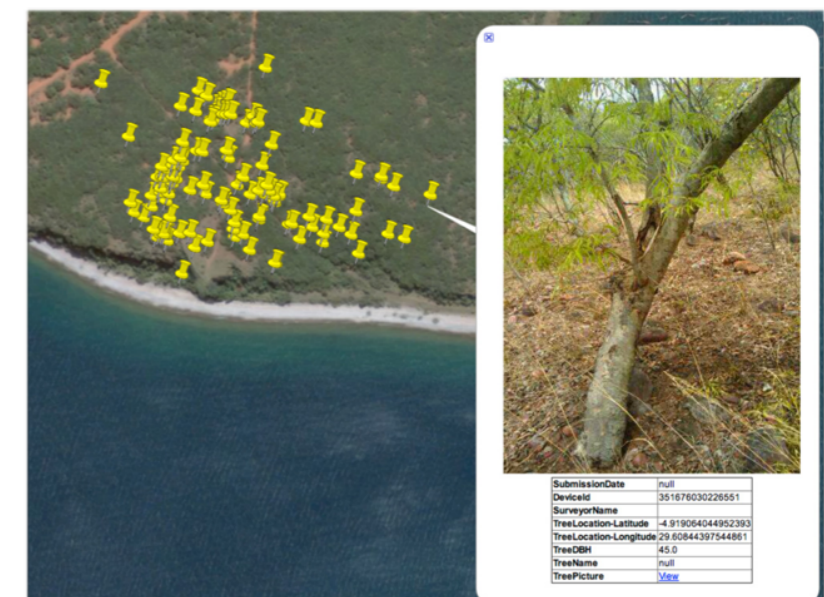 SubmissionDate null
DeviceId 351676030226551
SurveyorName
TreeLocation-Latitude -4.919064044952393
TreeLocation-Longitude 29.60844397544861
TreeDBH 45.0
TreeName null
TreePicture View